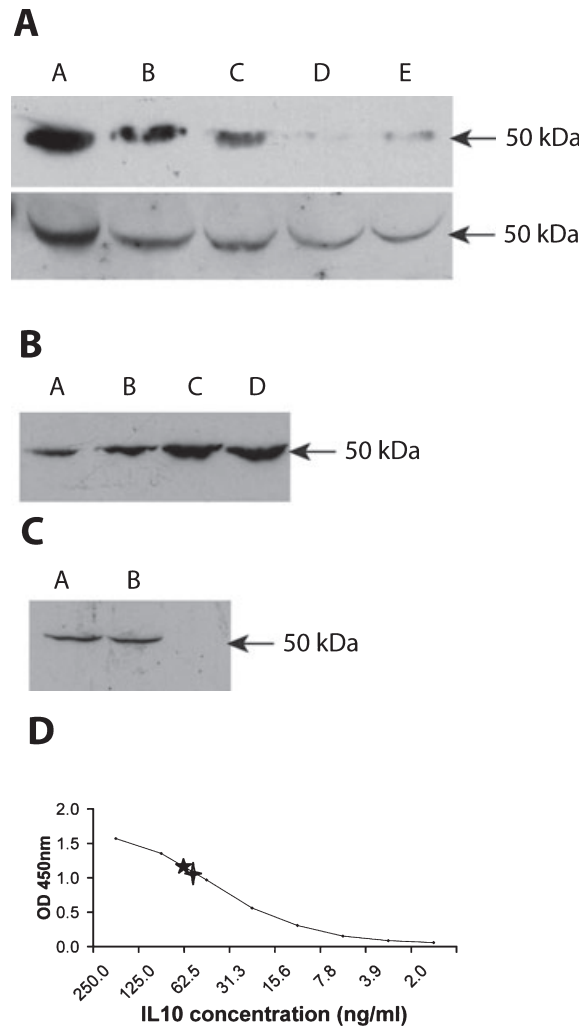 A
A B C D E
50 kDa
50 kDa
B
A B C D
50 kDa
C
A B
50 kDa
D
2.0
1.5
1.0
0.5
0.0
OD 450nm
250.0 125.0 62.5 31.3 15.6 7.8 3.9 2.0
IL10 concentration (ng/ml)